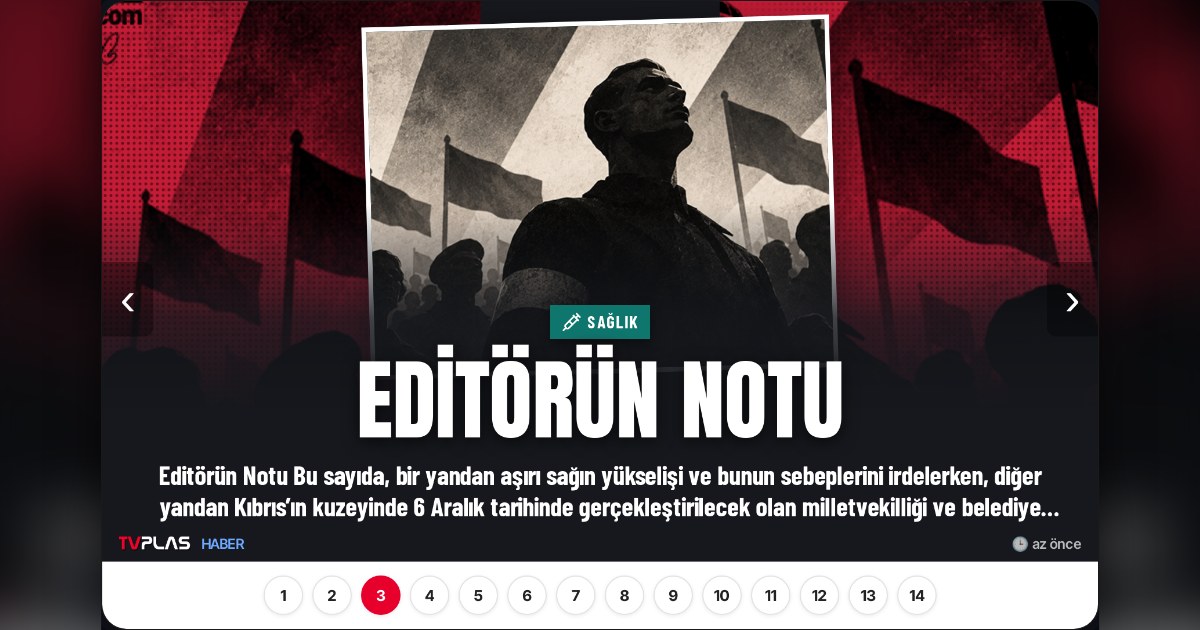 com
SAĞLIK
EDİTÖRÜN NOTU
Editörün Notu Bu sayıda, bir yandan aşırı sağın yükselişi ve bunun sebeplerini irdelerken, diğer
yandan Kıbrıs’ın kuzeyinde 6 Aralık tarihinde gerçekleştirilecek olan milletvekilliği ve belediye...
TVPLAS HABER
az önce
1 2 3 4 5 6 7 8 9 10 11 12 13 14